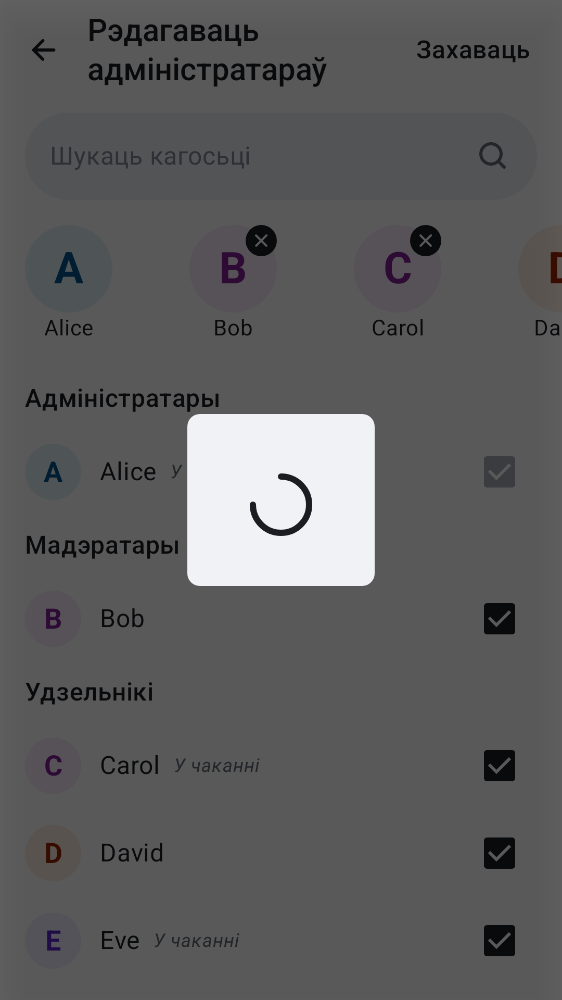 Рэдагаваць
адміністратараў
Захаваць
Шукаць кагосьці
A
B
C
Alice
Bob
Carol
Da
Адміністратары
A
Alice У
Мадэратары
B
Bob
Удзельнікі
C
Carol У чаканні
D
David
E
Eve У чаканні